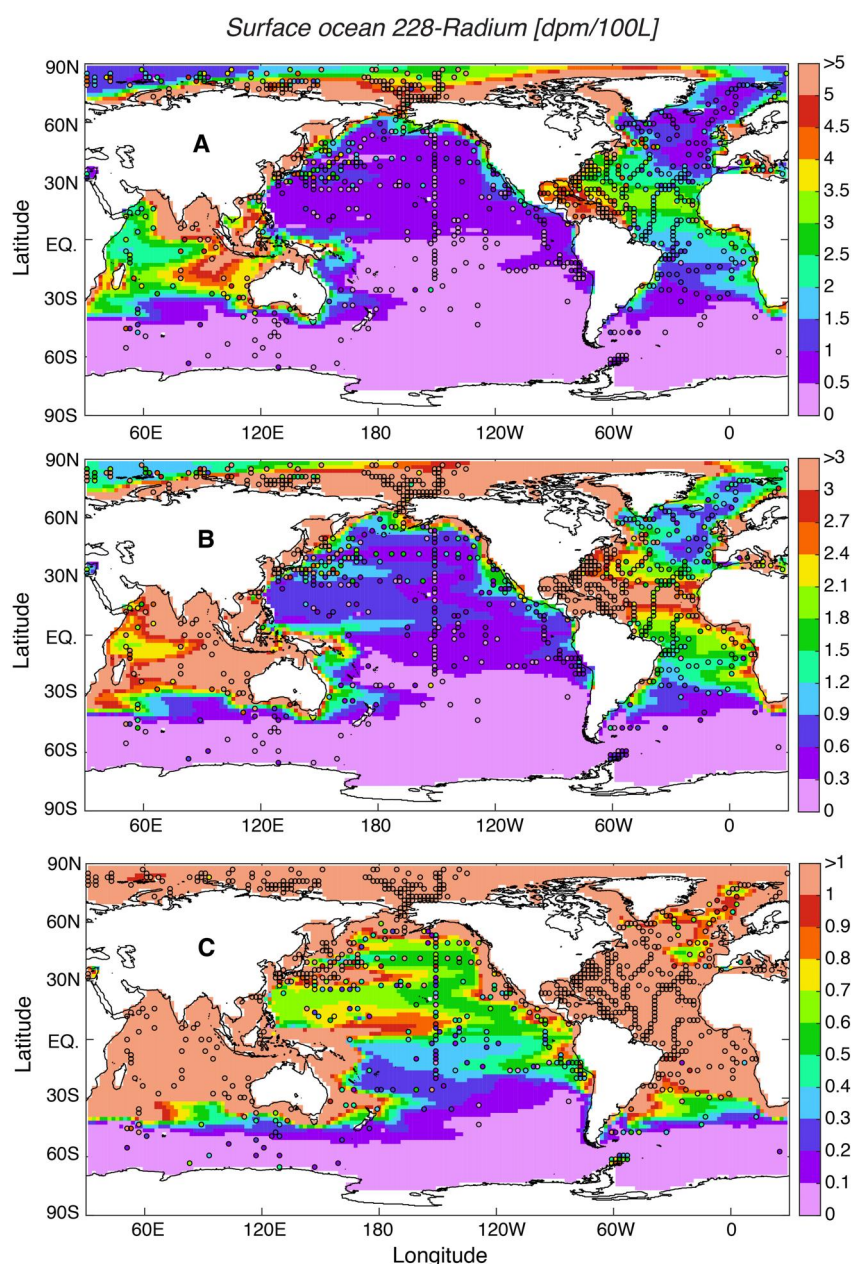 Surface ocean 228-Radium [dpm/100L]
90N
60N
30N
EQ.
30S
60S
90S
Latitude
A
60E
120E
180
120W
60W
0
>5
5
4.5
4
3.5
3
2.5
2
1.5
1
0.5
0
90N
60N
30N
EQ.
30S
60S
90S
Latitude
B
60E
120E
180
120W
60W
0
>3
3
2.7
2.4
2.1
1.8
1.5
1.2
0.9
0.6
0.3
0
90N
60N
30N
EQ.
30S
60S
90S
Latitude
C
60E
120E
180
120W
60W
0
Longitude
>1
1
0.9
0.8
0.7
0.6
0.5
0.4
0.3
0.2
0.1
0